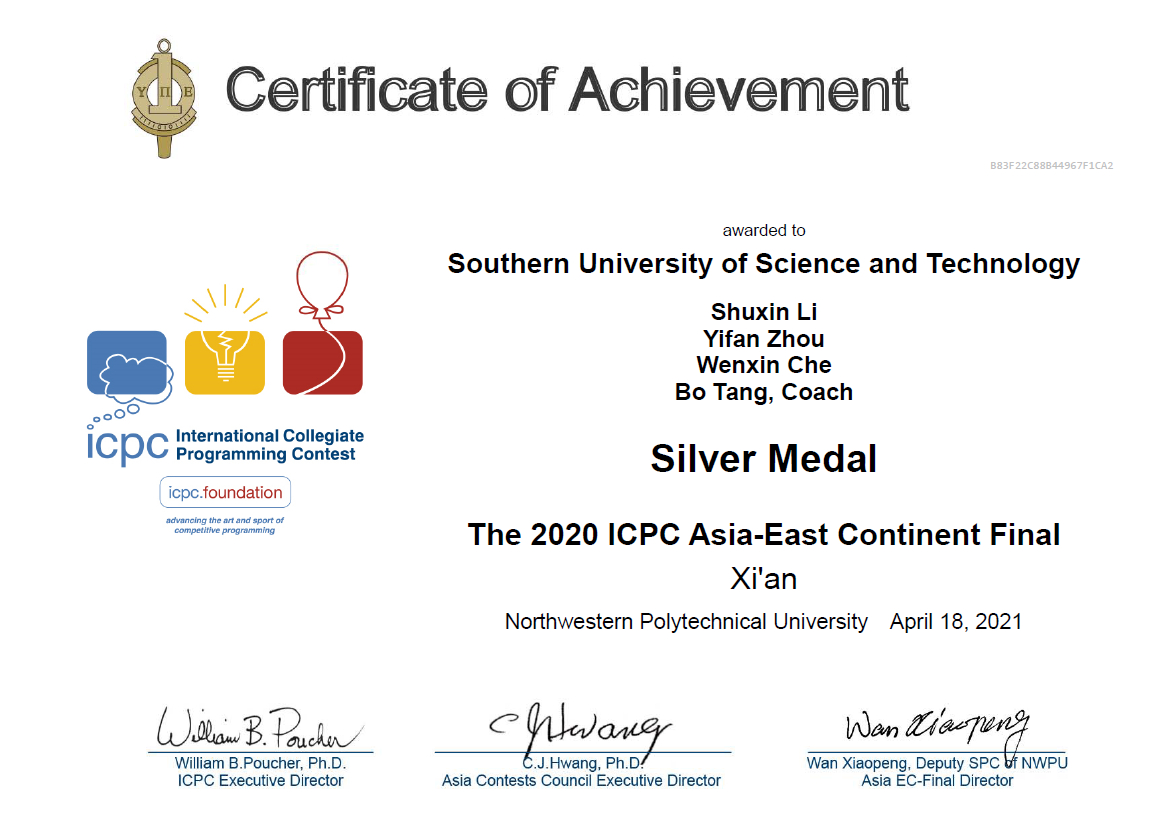 Y Π E
Certificate of Achievement
B83F22C88B44967F1CA2
awarded to
Southern University of Science and Technology
Shuxin Li
Yifan Zhou
Wenxin Che
Bo Tang, Coach
Silver Medal
The 2020 ICPC Asia-East Continent Final
Xi'an
Northwestern Polytechnical University April 18, 2021
icpc International Collegiate
Programming Contest
icpc.foundation
advancing the art and sport of
competitive programming
William B. Poucher
William B.Poucher, Ph.D.
ICPC Executive Director
C J Hwang
C.J.Hwang, Ph.D.
Asia Contests Council Executive Director
Wan Xiaopeng
Wan Xiaopeng, Deputy SPC of NWPU
Asia EC-Final Director